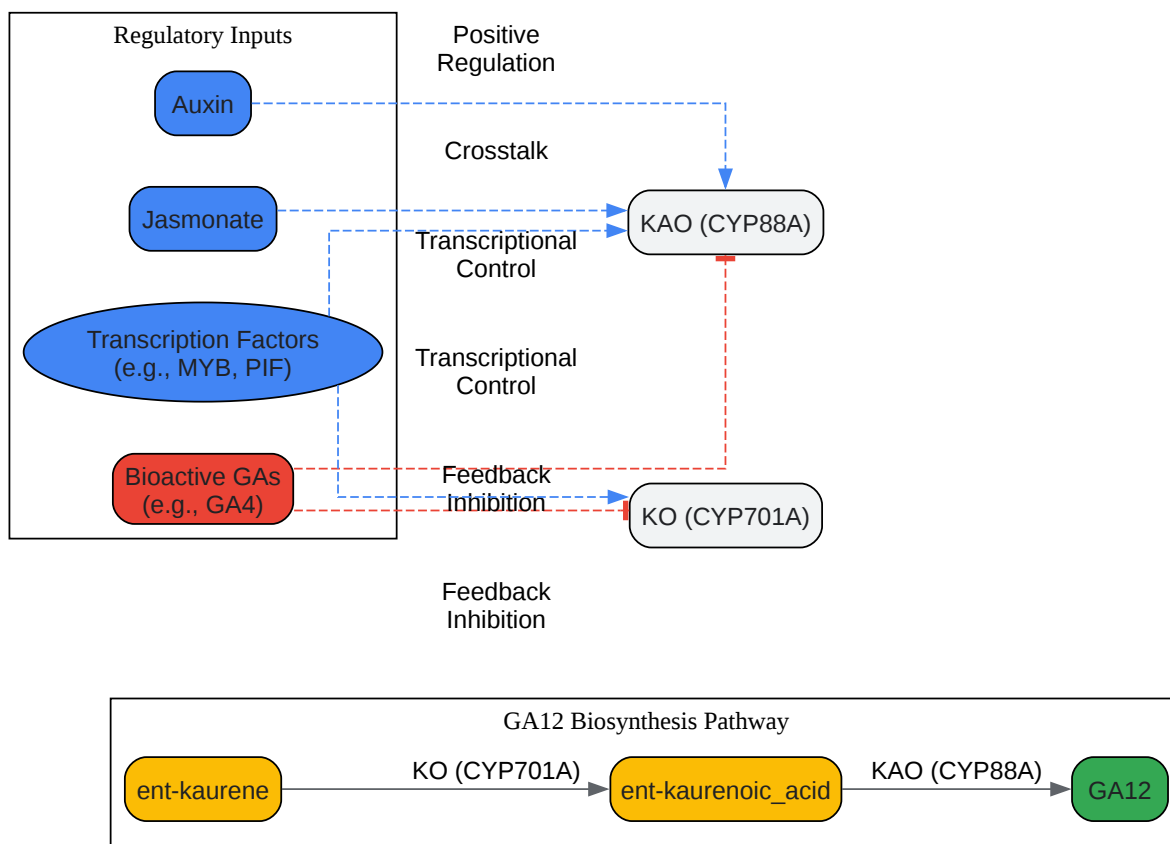 Regulatory Inputs
Positive
Regulation
Auxin
Crosstalk
Jasmonate
KAO (CYP88A)
Transcriptional
Control
Transcription Factors
(e.g., MYB, PIF)
Transcriptional
Control
Bioactive GAs
(e.g., GA4)
Feedback
Inhibition
KO (CYP701A)
Feedback
Inhibition
GA12 Biosynthesis Pathway
ent-kaurene
KO (CYP701A)
ent-kaurenoic_acid
KAO (CYP88A)
GA12